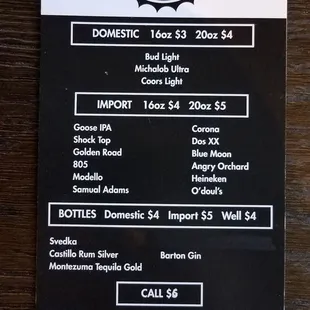 DOMESTIC 16oz $3 20oz $4
Bud Light
Michalob Ultra
Coors Light
IMPORT 16oz $4 20oz $5
Goose IPA
Shock Top
Golden Road
805
Modello
Samual Adams
Corona
Dos XX
Blue Moon
Angry Orchard
Heineken
O'doul's
BOTTLES Domestic $4 Import $5 Well $4
Svedka
Castillo Rum Silver
Montezuma Tequila Gold
Barton Gin
CALL $6